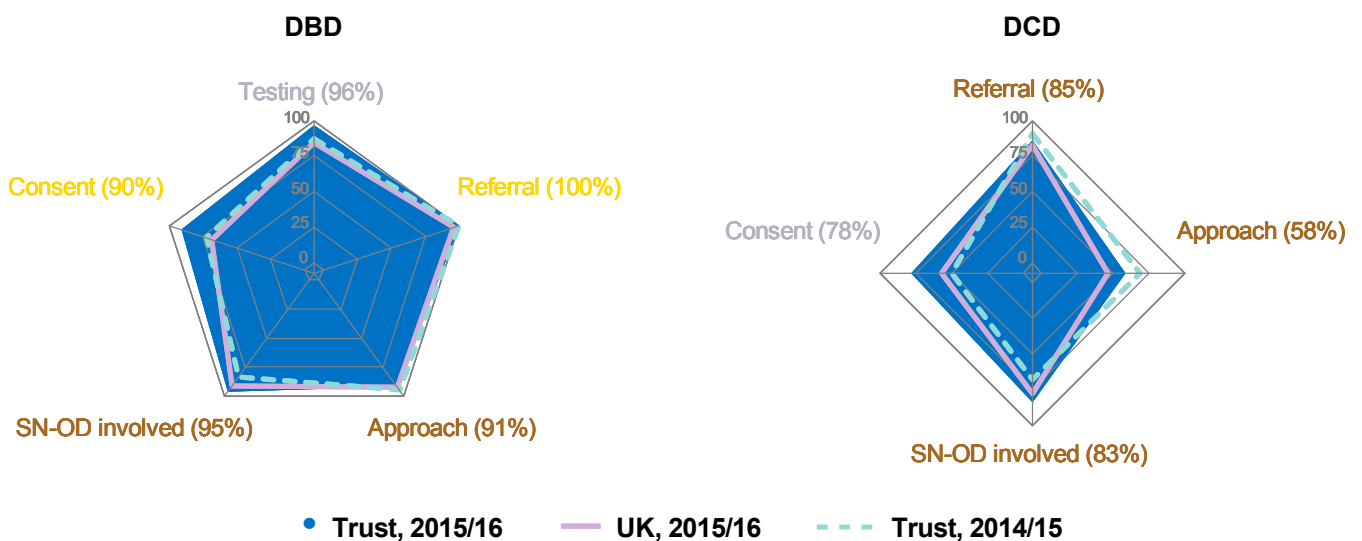 DBD
Testing (96%)
100
75
50
25
0
Consent (90%)
Referral (100%)
SN-OD involved (95%)
Approach (91%)
DCD
Referral (85%)
100
75
50
25
0
Consent (78%)
Approach (58%)
SN-OD involved (83%)
Trust, 2015/16
UK, 2015/16
Trust, 2014/15